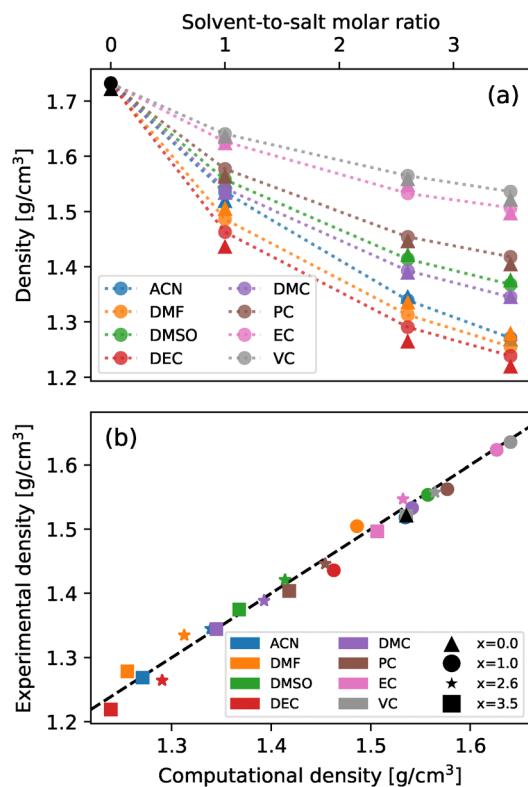 Solvent-to-salt molar ratio
0 1 2 3
(a)
Density [g/cm³]
1.7
1.6
1.5
1.4
1.3
1.2
ACN DMC
DMF PC
DMSO EC
DEC VC
(b)
Experimental density [g/cm³]
1.6
1.5
1.4
1.3
1.2
ACN DMC x=0.0
DMF PC x=1.0
DMSO EC x=2.6
DEC VC x=3.5
1.3 1.4 1.5 1.6
Computational density [g/cm³]